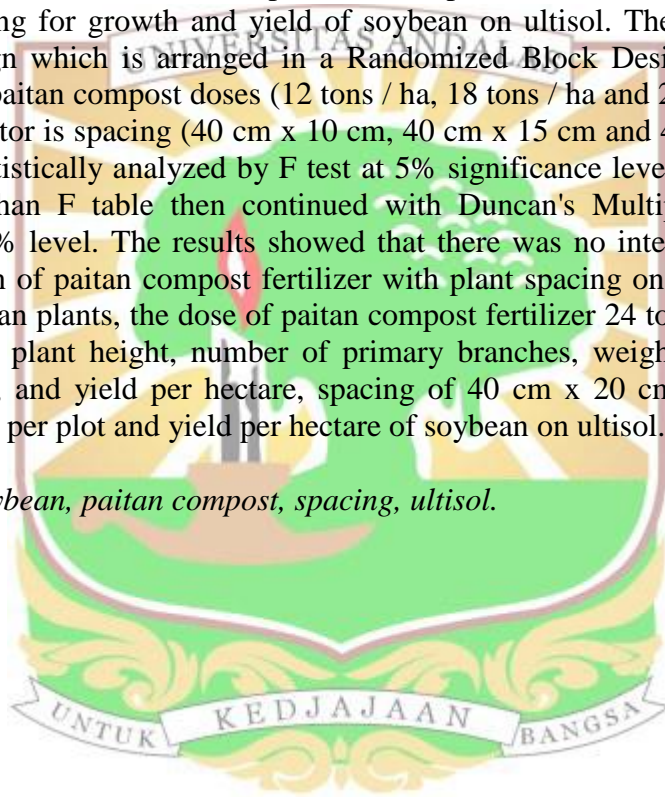 ing for growth and yield of soybean on ultisol. The
UNIVERSITAS ANDALAS
gn which is arranged in a Randomized Block Desi
paitan compost doses (12 tons / ha, 18 tons / ha and 2
tor is spacing (40 cm x 10 cm, 40 cm x 15 cm and 4
tistically analyzed by F test at 5% significance leve
han F table then continued with Duncan's Multip
% level. The results showed that there was no inte
n of paitan compost fertilizer with plant spacing on
an plants, the dose of paitan compost fertilizer 24 to
plant height, number of primary branches, weigh
and yield per hectare, spacing of 40 cm x 20 cm
per plot and yield per hectare of soybean on ultisol.
ybean, paitan compost, spacing, ultisol.
UNTUK KEDJAJAAN BANGSA